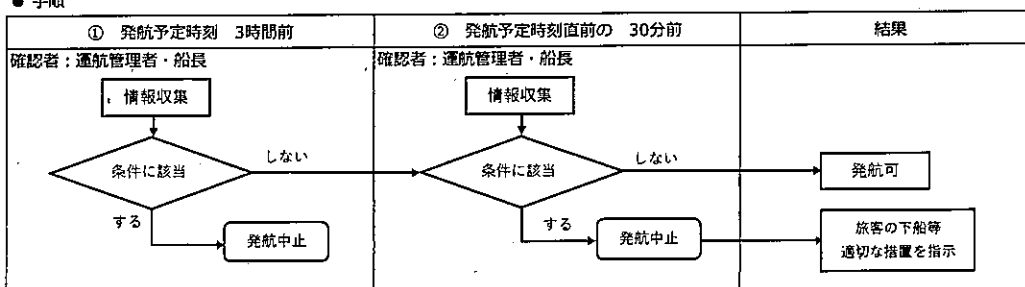 ● 手順
① 発航予定時刻 3時間前
② 発航予定時刻直前の 30分前
結果
確認者：運航管理者・船長
情報収集
条件に該当
しない
する
発航中止
確認者：運航管理者・船長
情報収集
条件に該当
しない
する
発航中止
発航可
旅客の下船等
適切な措置を指示